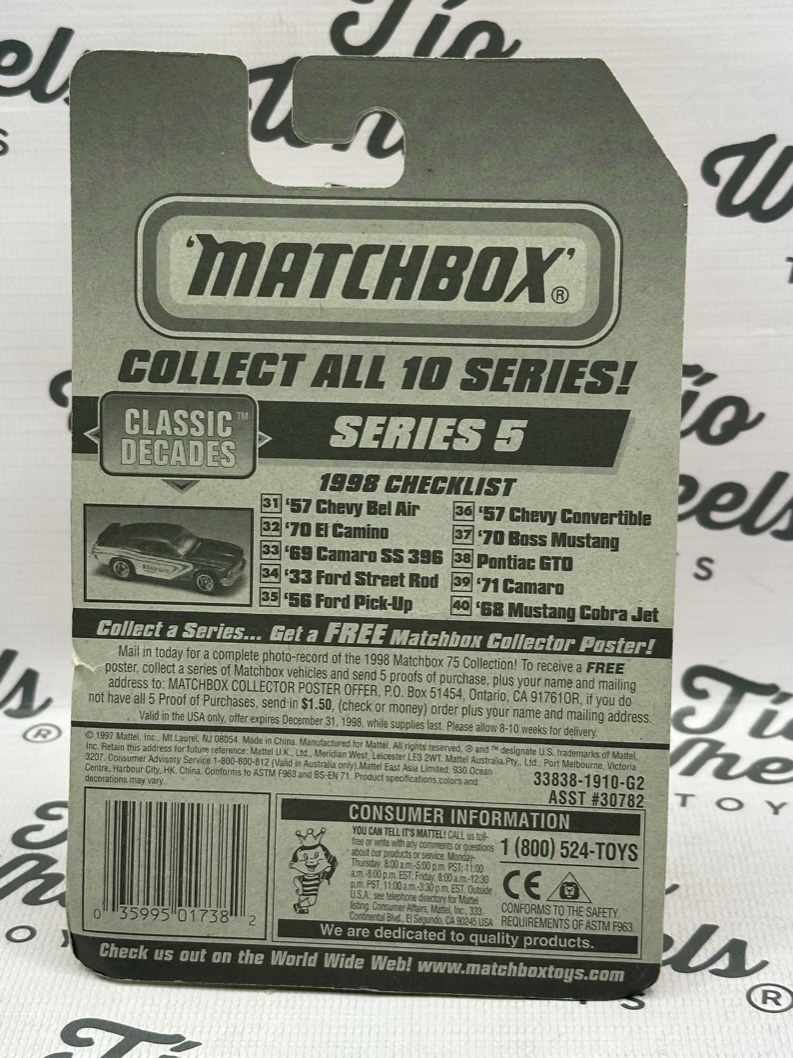 'MATCHBOX'®
COLLECT ALL 10 SERIES!
CLASSIC™
DECADES
SERIES 5
1998 CHECKLIST
31 '57 Chevy Bel Air
32 '70 El Camino
33 '69 Camaro SS 396
34 '33 Ford Street Rod
35 '56 Ford Pick-Up
36 '57 Chevy Convertible
37 '70 Boss Mustang
38 Pontiac GTO
39 '71 Camaro
40 '68 Mustang Cobra Jet
Collect a Series... Get a FREE Matchbox Collector Poster!
Mail in today for a complete photo-record of the 1998 Matchbox 75 Collection! To receive a FREE
poster, collect a series of Matchbox vehicles and send 5 proofs of purchase, plus your name and mailing
address to: MATCHBOX COLLECTOR POSTER OFFER, P.O. Box 51454, Ontario, CA 91761OR, if you do
not have all 5 Proof of Purchases, send in $1.50, (check or money) order plus your name and mailing address.
Valid in the USA only, offer expires December 31, 1998, while supplies last. Please allow 8-10 weeks for delivery.
© 1997 Mattel, Inc., Mt. Laurel, NJ 08054. Made in China. Manufactured for Mattel. All rights reserved, ® and ™ designate U.S. trademarks of Mattel,
Inc. Retain this address for future reference: Mattel U.K., Ltd., Meridian West, Leicester LE3 2WT. Mattel Australia Pty., Ltd., Port Melbourne, Victoria
3207. Consumer Advisory Service 1-800-800-812 (Valid in Australia only) Mattel East Asia Limited, 930 Ocean
Centre, Harbour City, HK, China. Conforms to ASTM F963 and BS-EN 71. Product specifications, colors and
decorations may vary.
33838-1910-G2
ASST #30782
0 35995 01738 2
CONSUMER INFORMATION
YOU CAN TELL IT'S MATTEL! CALL us toll-
free or write with any comments or questions
about our products or service. Monday-
Thursday, 8:00 a.m.-5:00 p.m. PST, 11:00
a.m.-8:00 p.m. EST; Friday, 8:00 a.m.-12:30
p.m. PST, 11:00 a.m.-3:30 p.m. EST. Outside
U.S.A., see telephone directory for Mattel
listing. Consumer Affairs, Mattel, Inc., 333
Continental Blvd., El Segundo, CA 90245 USA
1 (800) 524-TOYS
CE
CONFORMS TO THE SAFETY
REQUIREMENTS OF ASTM F963.
We are dedicated to quality products.
Check us out on the World Wide Web! www.matchboxtoys.com